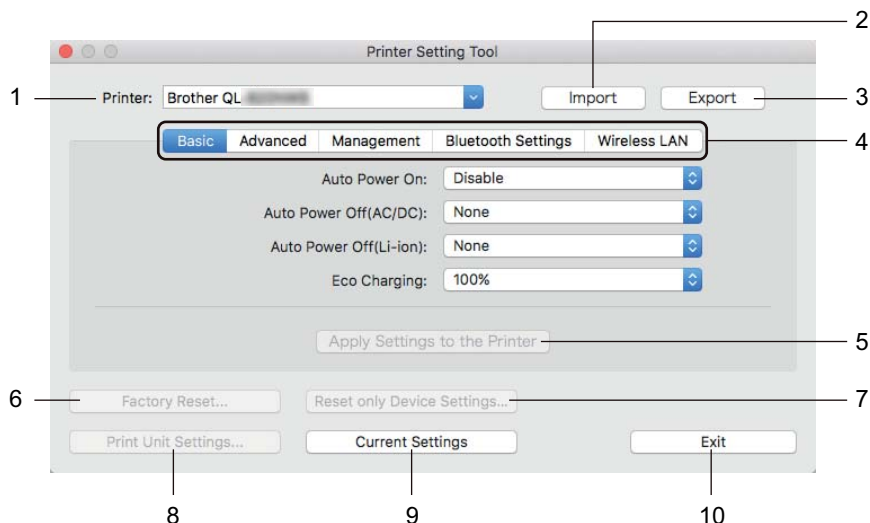 2
Printer Setting Tool
1 Printer: Brother QL Import Export 3
Basic Advanced Management Bluetooth Settings Wireless LAN 4
Auto Power On: Disable
Auto Power Off(AC/DC): None
Auto Power Off(Li-ion): None
Eco Charging: 100%
Apply Settings to the Printer 5
6 Factory Reset... Reset only Device Settings... 7
Print Unit Settings... Current Settings Exit
8 9 10